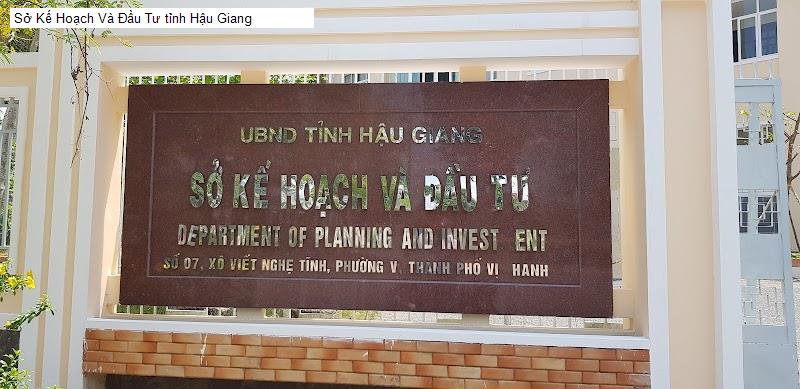 Sở Kế Hoạch Và Đầu Tư tỉnh Hậu Giang
UBND TỈNH HẬU GIANG
SỞ KẾ HOẠCH VÀ ĐẦU TƯ
DEPARTMENT OF PLANNING AND INVEST ENT
SỐ 07, XÔ VIẾT NGHỆ TĨNH, PHƯỜNG V, THÀNH PHỐ VỊ HANH